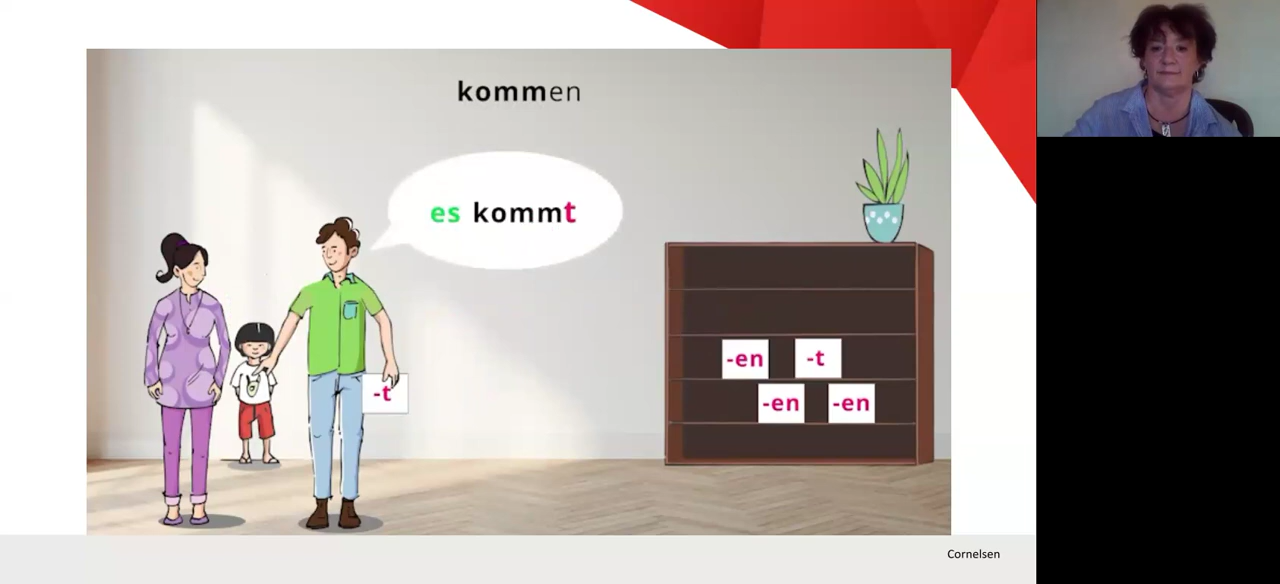 kommen
es kommt
-en -t
-t
-en -en
Cornelsen